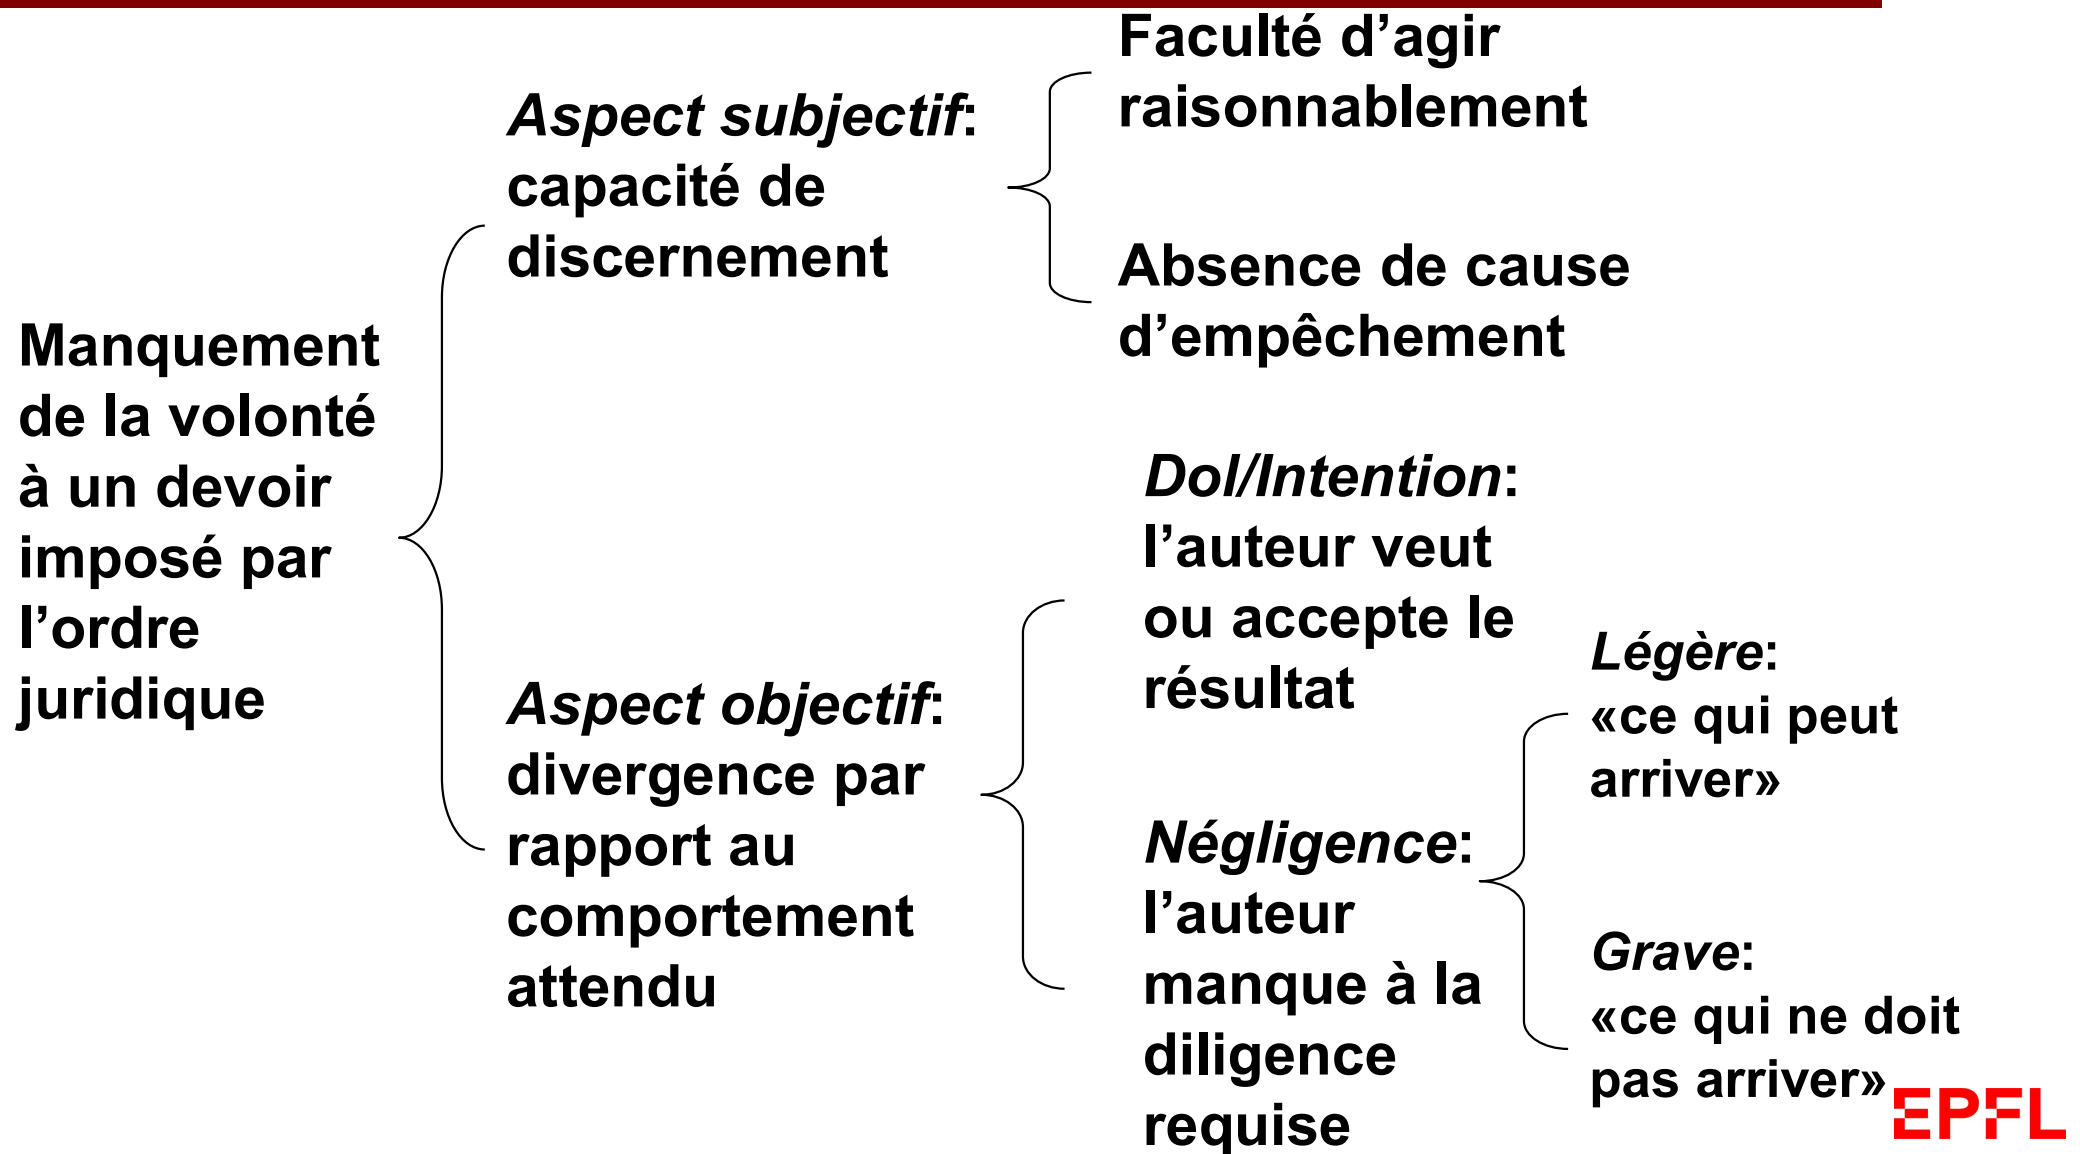 Manquement
de la volonté
à un devoir
imposé par
l’ordre
juridique
Aspect subjectif:
capacité de
discernement
Faculté d’agir
raisonnablement
Absence de cause
d’empêchement
Aspect objectif:
divergence par
rapport au
comportement
attendu
Dol/Intention:
l’auteur veut
ou accepte le
résultat
Négligence:
l’auteur
manque à la
diligence
requise
Légère:
«ce qui peut
arriver»
Grave:
«ce qui ne doit
pas arriver»
EPFL